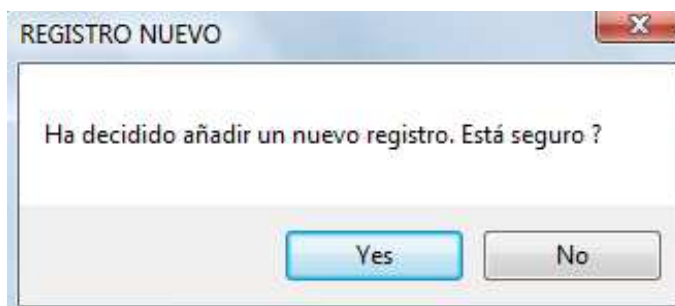 REGISTRO NUEVO
Ha decidido añadir un nuevo registro. Está seguro ?
Yes
No